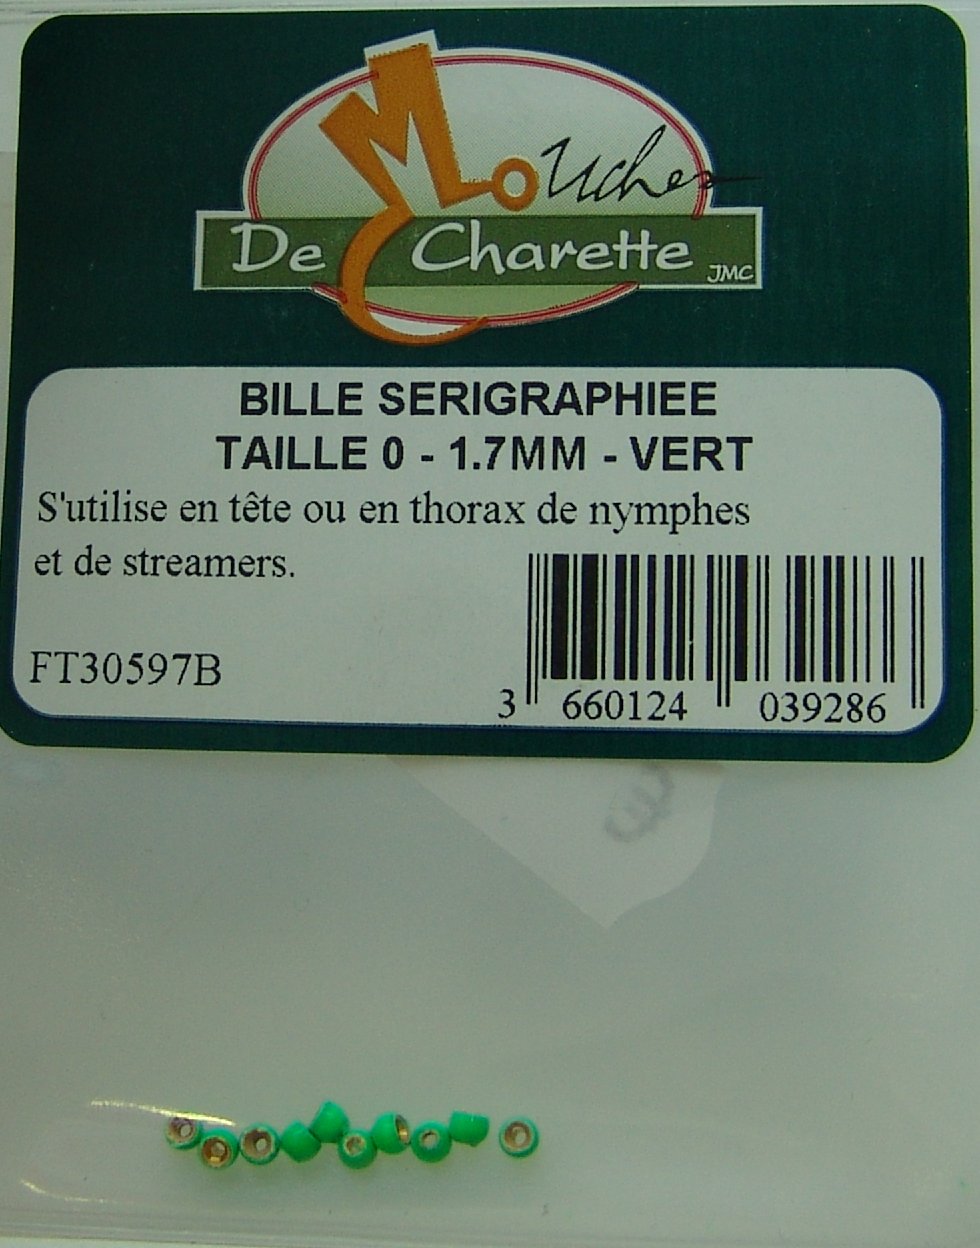 Mouches
De Charette JMC
BILLE SERIGRAPHIEE
TAILLE 0 - 1.7MM - VERT
S'utilise en tête ou en thorax de nymphes
et de streamers.
FT30597B
3 660124 039286